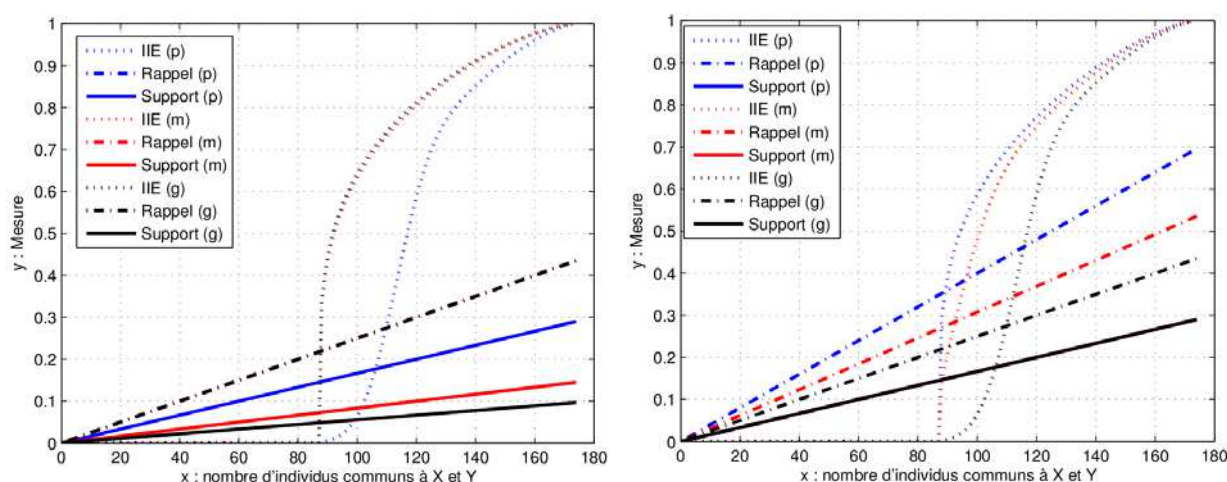 1
0.9
0.8
0.7
0.6
0.5
0.4
0.3
0.2
0.1
0
y : Mesure
IIE (p)
Rappel (p)
Support (p)
IIE (m)
Rappel (m)
Support (m)
IIE (g)
Rappel (g)
Support (g)
0 20 40 60 80 100 120 140 160 180
x : nombre d'individus communs à X et Y
1
0.9
0.8
0.7
0.6
0.5
0.4
0.3
0.2
0.1
0
y : Mesure
IIE (p)
Rappel (p)
Support (p)
IIE (m)
Rappel (m)
Support (m)
IIE (g)
Rappel (g)
Support (g)
0 20 40 60 80 100 120 140 160 180
x : nombre d'individus communs à X et Y